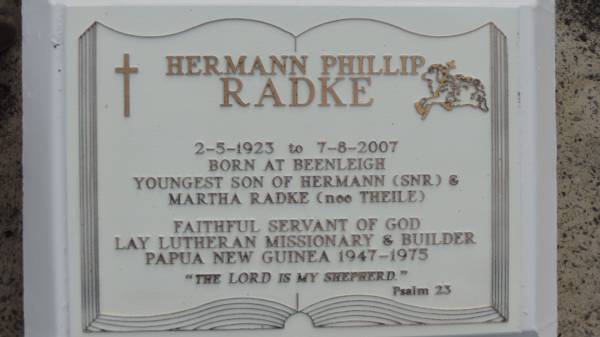 HERMANN PHILLIP
RADKE
2-5-1923 to 7-8-2007
BORN AT BEENLEIGH
YOUNGEST SON OF HERMANN (SNR) &
MARTHA RADKE (nee THEILE)
FAITHFUL SERVANT OF GOD
LAY LUTHERAN MISSIONARY & BUILDER
PAPUA NEW GUINEA 1947-1975
"THE LORD IS MY SHEPHERD."
Psalm 23